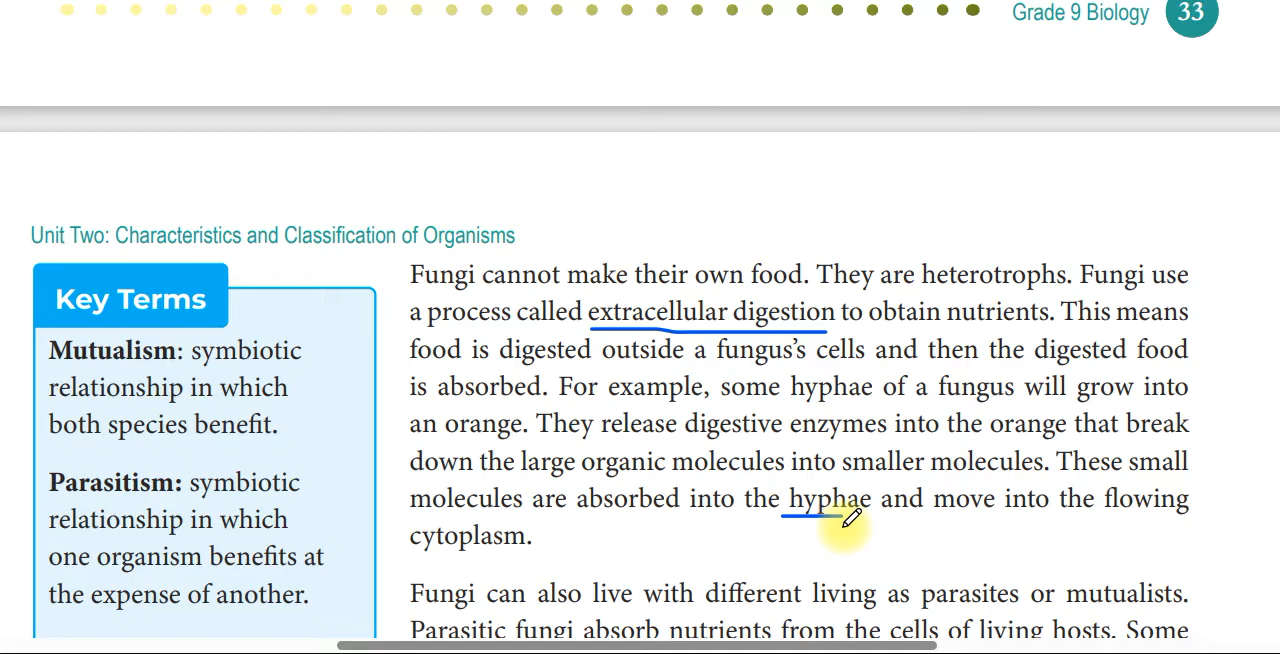 Grade 9 Biology 33
Unit Two: Characteristics and Classification of Organisms
Key Terms
Mutualism: symbiotic
relationship in which
both species benefit.
Parasitism: symbiotic
relationship in which
one organism benefits at
the expense of another.
Fungi cannot make their own food. They are heterotrophs. Fungi use
a process called extracellular digestion to obtain nutrients. This means
food is digested outside a fungus's cells and then the digested food
is absorbed. For example, some hyphae of a fungus will grow into
an orange. They release digestive enzymes into the orange that break
down the large organic molecules into smaller molecules. These small
molecules are absorbed into the hyphae and move into the flowing
cytoplasm.
Fungi can also live with different living as parasites or mutualists.
Parasitic fungi absorb nutrients from the cells of living hosts. Some